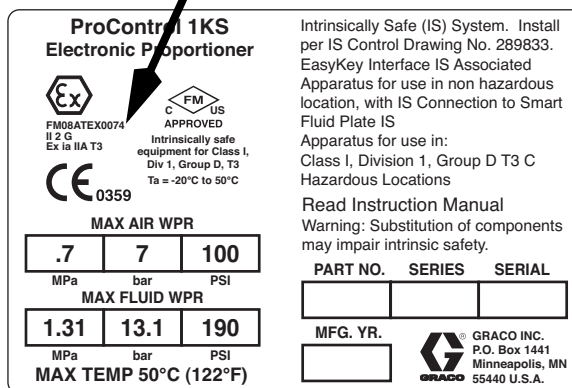 ProControl 1KS
Electronic Proportioner
Ex
FM08ATEX0074
II 2 G
Ex ia IIA T3
CE 0359
FM
C US
APPROVED
Intrinsically safe
equipment for Class I,
Div 1, Group D, T3
Ta = -20°C to 50°C
MAX AIR WPR
.7 7 100
MPa bar PSI
MAX FLUID WPR
1.31 13.1 190
MPa bar PSI
MAX TEMP 50°C (122°F)
Intrinsically Safe (IS) System. Install
per IS Control Drawing No. 289833.
EasyKey Interface IS Associated
Apparatus for use in non hazardous
location, with IS Connection to Smart
Fluid Plate IS
Apparatus for use in:
Class I, Division 1, Group D T3 C
Hazardous Locations
Read Instruction Manual
Warning: Substitution of components
may impair intrinsic safety.
PART NO. SERIES SERIAL
MFG. YR.
GRACO
®
GRACO INC.
P.O. Box 1441
Minneapolis, MN
55440 U.S.A.